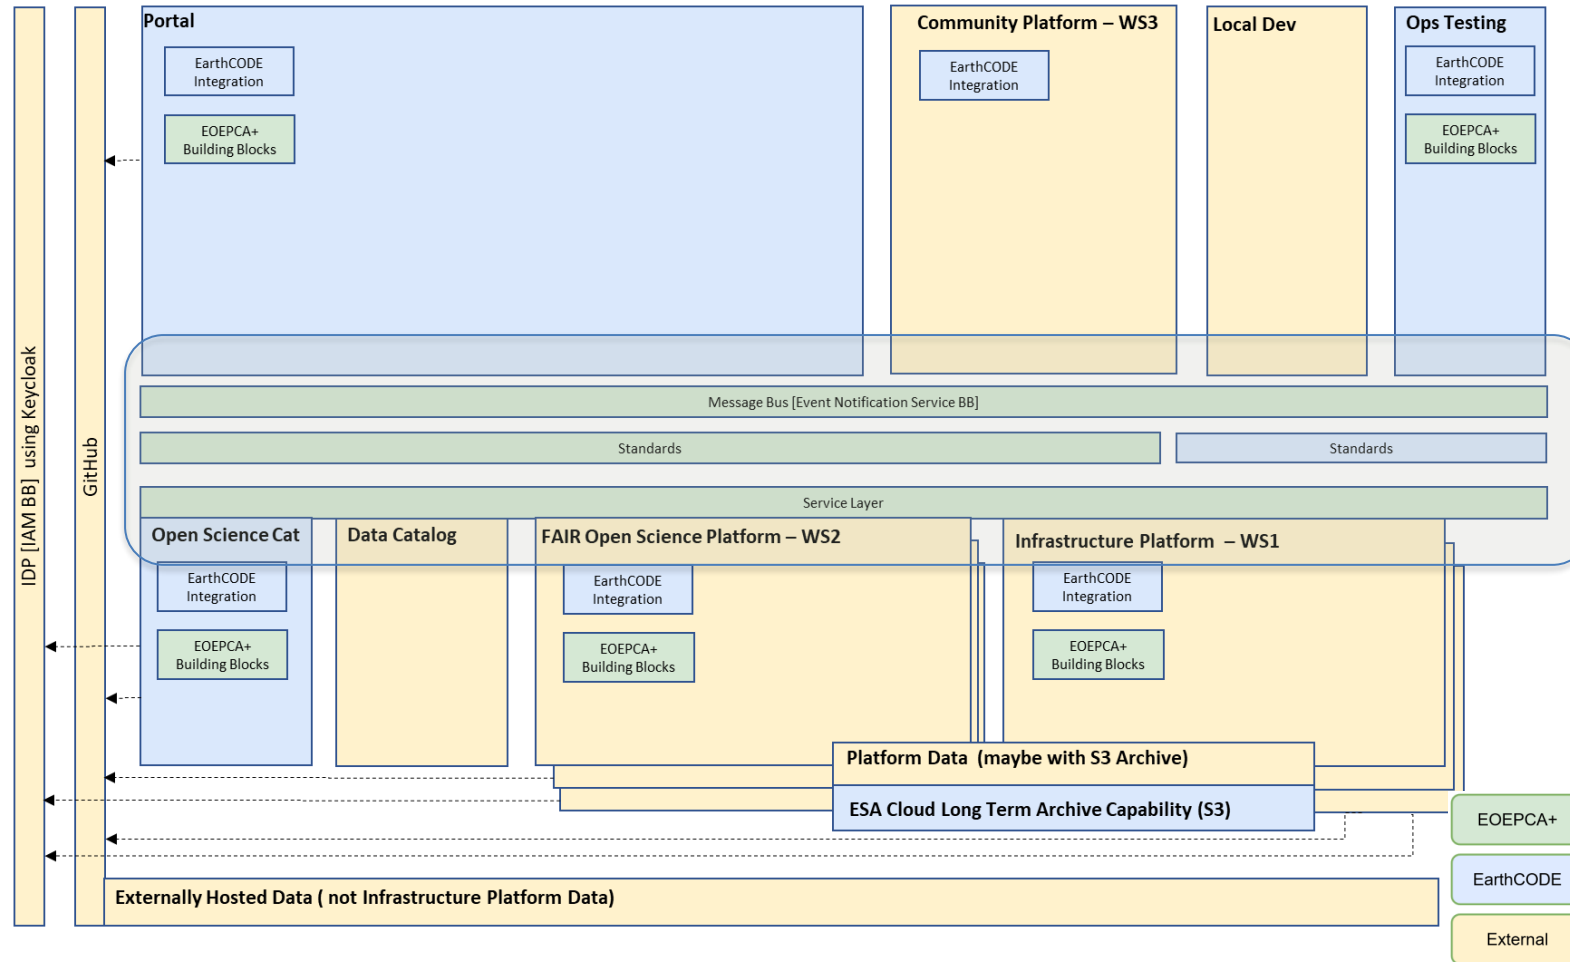 Portal
Community Platform – WS3
Local Dev
Ops Testing
EarthCODE
Integration
EarthCODE
Integration
EarthCODE
Integration
EOEPCA+
Building Blocks
EOEPCA+
Building Blocks
IDP [IAM BB]  using Keycloak
GitHub
Message Bus [Event Notification Service BB]
Standards
Standards
Service Layer
Open Science Cat
Data Catalog
FAIR Open Science Platform – WS2
Infrastructure Platform  – WS1
EarthCODE
Integration
EarthCODE
Integration
EarthCODE
Integration
EOEPCA+
Building Blocks
EOEPCA+
Building Blocks
EOEPCA+
Building Blocks
Platform Data  (maybe with S3 Archive)
ESA Cloud Long Term Archive Capability (S3)
Externally Hosted Data ( not Infrastructure Platform Data)
EOEPCA+
EarthCODE
External